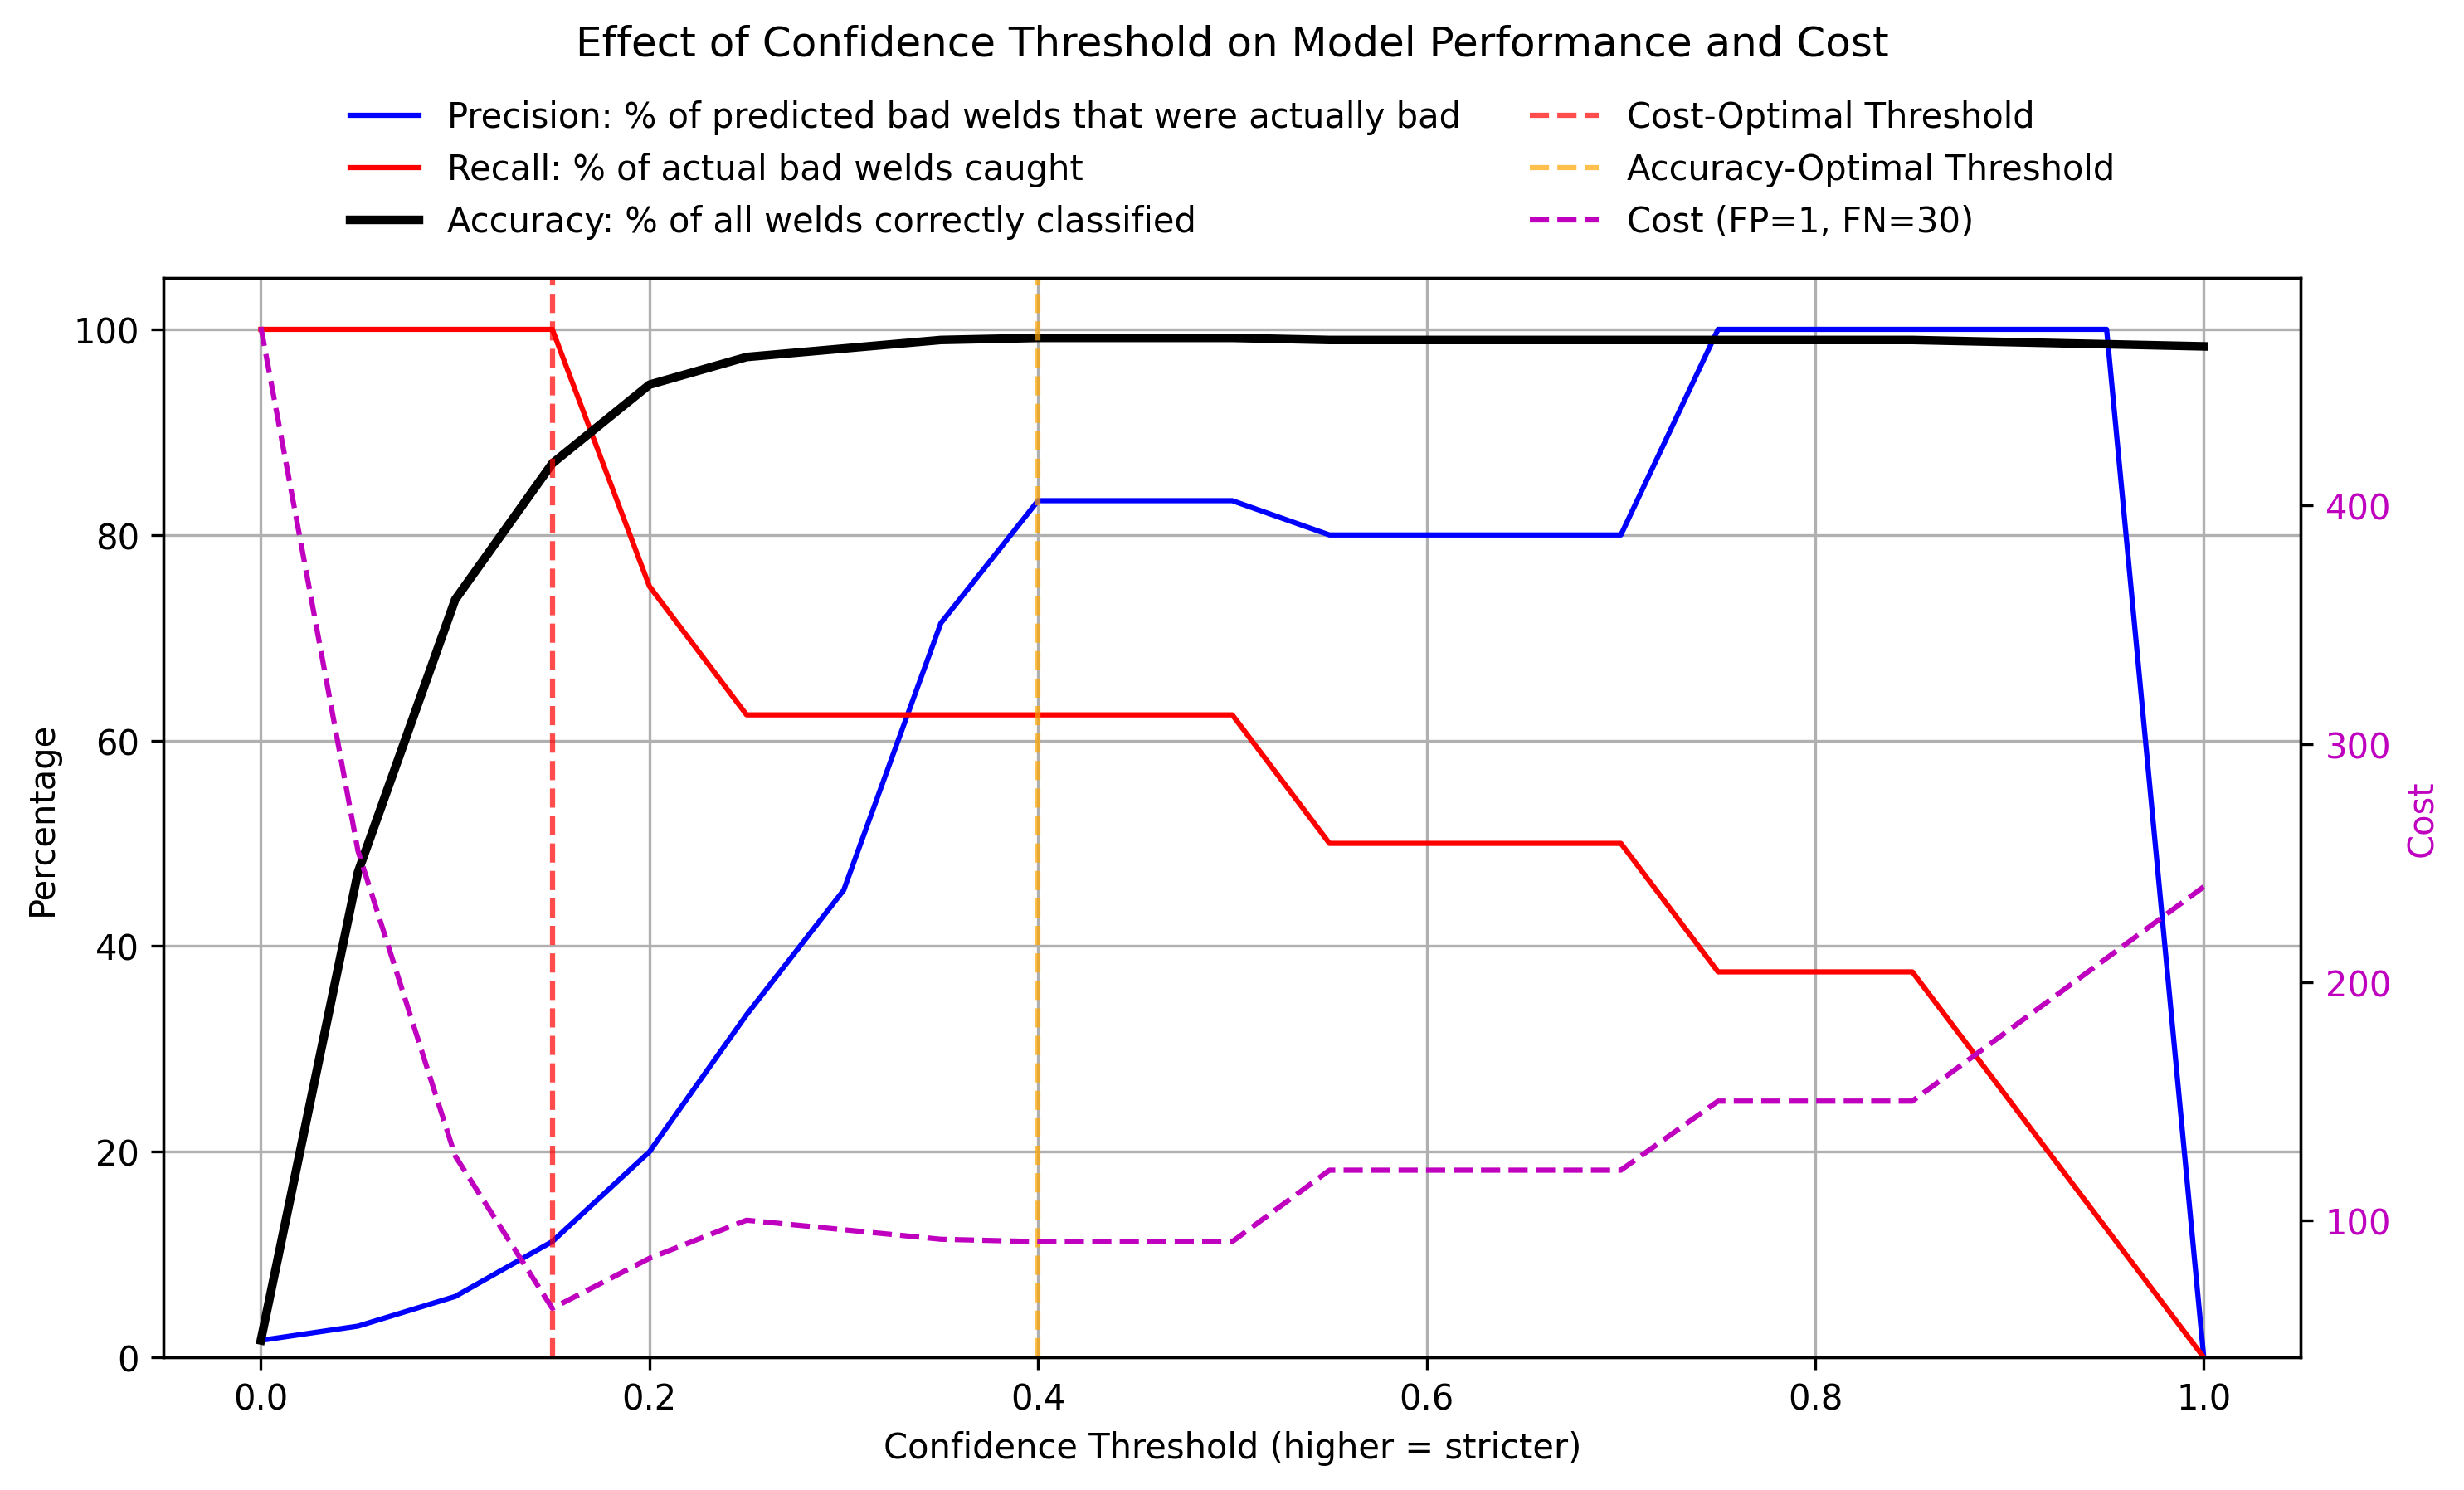 Effect of Confidence Threshold on Model Performance and Cost
Precision: % of predicted bad welds that were actually bad
Recall: % of actual bad welds caught
Accuracy: % of all welds correctly classified
Cost-Optimal Threshold
Accuracy-Optimal Threshold
Cost (FP=1, FN=30)
100
80
60
40
20
0
Percentage
400
300
200
100
Cost
0.0 0.2 0.4 0.6 0.8 1.0
Confidence Threshold (higher = stricter)